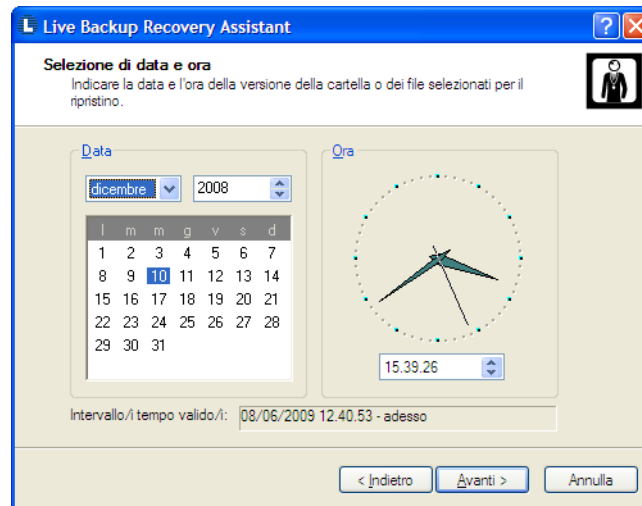 Live Backup Recovery Assistant
Selezione di data e ora
Indicare la data e l'ora della versione della cartella o dei file selezionati per il
ripristino.
Data
Ora
dicembre 2008
l m m g v s d
1 2 3 4 5 6 7
8 9 10 11 12 13 14
15 16 17 18 19 20 21
22 23 24 25 26 27 28
29 30 31
15.39.26
Intervallo/i tempo valido/i: 08/06/2009 12.40.53 - adesso
< Indietro Avanti > Annulla